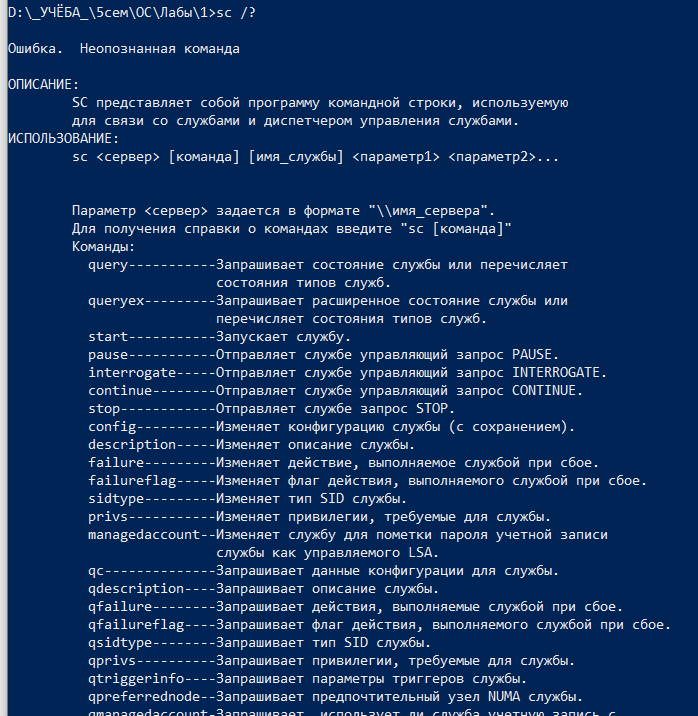 D:\_УЧЁБА_\5сем\ОС\Лабы\1>sc /?
Ошибка.  Неопознанная команда
ОПИСАНИЕ:
SC представляет собой программу командной строки, используемую
для связи со службами и диспетчером управления службами.
ИСПОЛЬЗОВАНИЕ:
sc <сервер> [команда] [имя_службы] <параметр1> <параметр2>...
Параметр <сервер> задается в формате "\\имя_сервера".
Для получения справки о командах введите "sc [команда]"
Команды:
query-----------Запрашивает состояние службы или перечисляет
состояния типов служб.
queryex---------Запрашивает расширенное состояние службы или
перечисляет состояния типов служб.
start-----------Запускает службу.
pause-----------Отправляет службе управляющий запрос PAUSE.
interrogate-----Отправляет службе управляющий запрос INTERROGATE.
continue--------Отправляет службе управляющий запрос CONTINUE.
stop------------Отправляет службе запрос STOP.
config----------Изменяет конфигурацию службы (с сохранением).
description-----Изменяет описание службы.
failure---------Изменяет действие, выполняемое службой при сбое.
failureflag-----Изменяет флаг действия, выполняемого службой при сбое.
sidtype---------Изменяет тип SID службы.
privs-----------Изменяет привилегии, требуемые для службы.
managedaccount--Изменяет службу для пометки пароля учетной записи
службы как управляемого LSA.
qc--------------Запрашивает данные конфигурации для службы.
qdescription----Запрашивает описание службы.
qfailure--------Запрашивает действия, выполняемые службой при сбое.
qfailureflag----Запрашивает флаг действия, выполняемого службой при сбое.
qsidtype--------Запрашивает тип SID службы.
qprivs----------Запрашивает привилегии, требуемые для службы.
qtriggerinfo----Запрашивает параметры триггеров службы.
qpreferrednode--Запрашивает предпочтительный узел NUMA службы.
qmanagedaccount-Запрашивает, использует ли служба учетную запись с